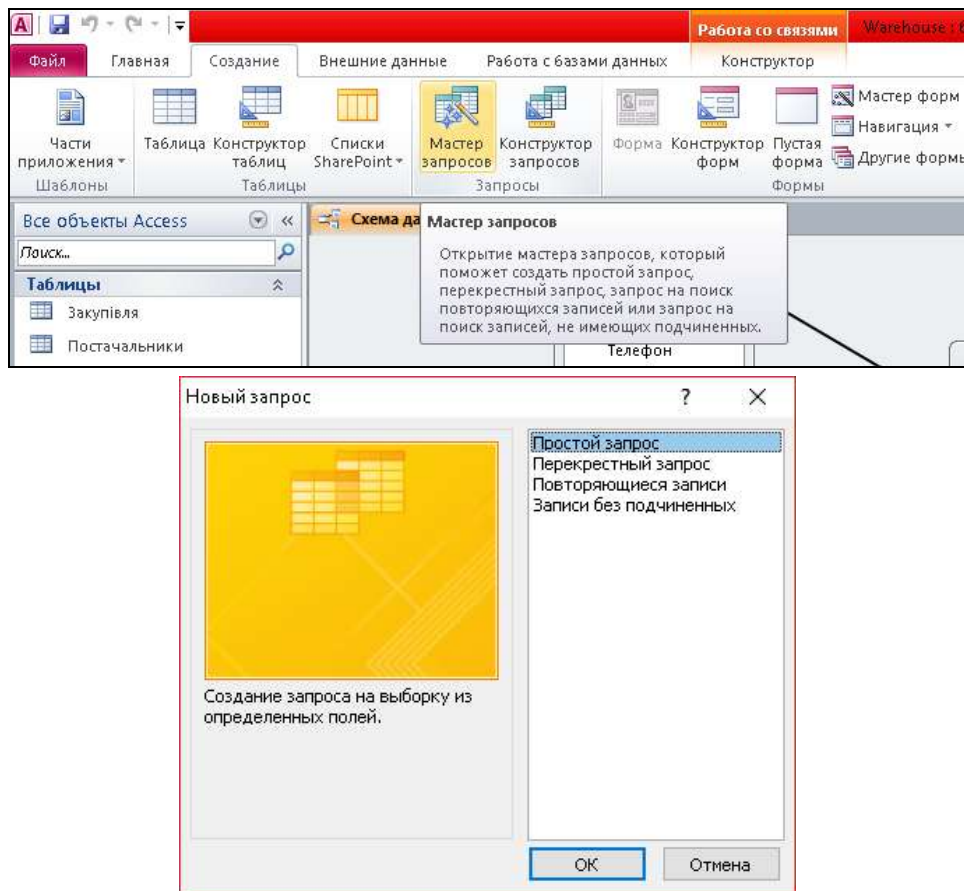 Работа со связями Warehouse :
Файл Главная Создание Внешние данные Работа с базами данных Конструктор
Части приложения
Таблица
Конструктор таблиц
Списки SharePoint
Мастер запросов
Конструктор запросов
Форма
Конструктор форм
Пустая форма
Мастер форм
Навигация
Другие формы
Шаблоны Таблицы Запросы Формы
Все объекты Access
Схема
Поиск...
Таблицы
Закупівля
Постачальники
Мастер запросов
Открытие мастера запросов, который
поможет создать простой запрос,
перекрестный запрос, запрос на поиск
повторяющихся записей или запрос на
поиск записей, не имеющих подчиненных.
Телефон
Новый запрос ?
Простой запрос
Перекрестный запрос
Повторяющиеся записи
Записи без подчиненных
Создание запроса на выборку из
определенных полей.
ОК Отмена